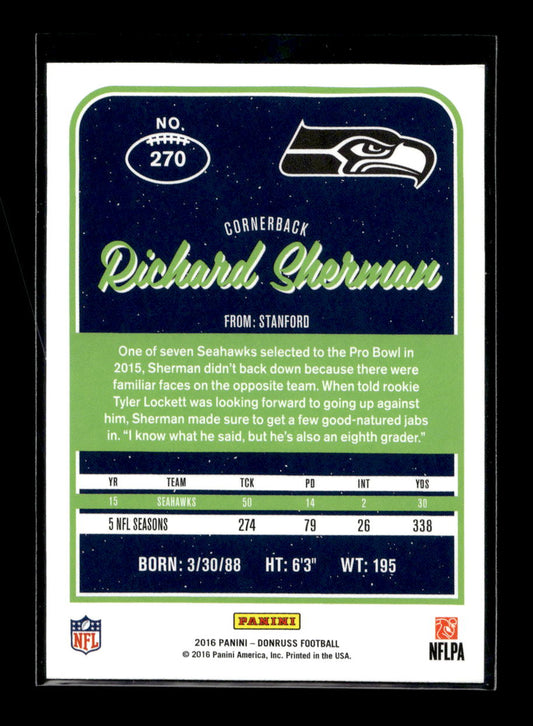 NO.
270
CORNERBACK
Richard Sherman
FROM: STANFORD
One of seven Seahawks selected to the Pro Bowl in
2015, Sherman didn't back down because there were
familiar faces on the opposite team. When told rookie
Tyler Lockett was looking forward to going up against
him, Sherman made sure to get a few good-natured jabs
in. "I know what he said, but he's also an eighth grader."
YR TEAM TCK PD INT YDS
15 SEAHAWKS 50 14 2 30
5 NFL SEASONS 274 79 26 338
BORN: 3/30/88 HT: 6'3" WT: 195
NFL
PANINI
2016 PANINI – DONRUSS FOOTBALL
© 2016 Panini America, Inc. Printed in the USA.
NFLPA